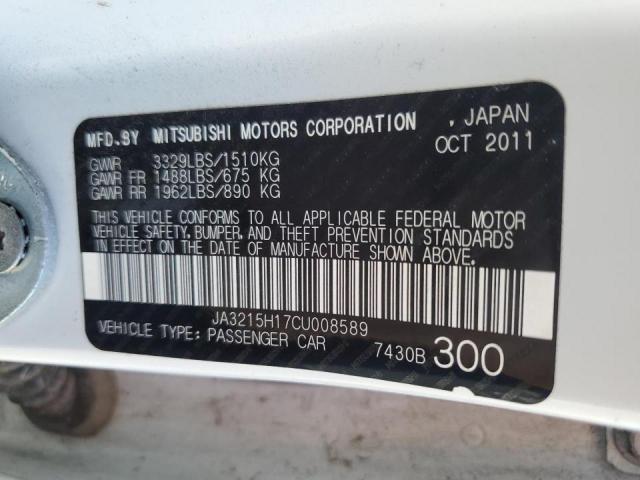 MFD.BY MITSUBISHI MOTORS CORPORATION , JAPAN
GVWR 3329LBS/1510KG OCT 2011
GAWR FR 1488LBS/675 KG
GAWR RR 1962LBS/890 KG
THIS VEHICLE CONFORMS TO ALL APPLICABLE FEDERAL MOTOR
VEHICLE SAFETY, BUMPER, AND THEFT PREVENTION STANDARDS
IN EFFECT ON THE DATE OF MANUFACTURE SHOWN ABOVE.
JA3215H17CU008589
VEHICLE TYPE: PASSENGER CAR 7430B 300